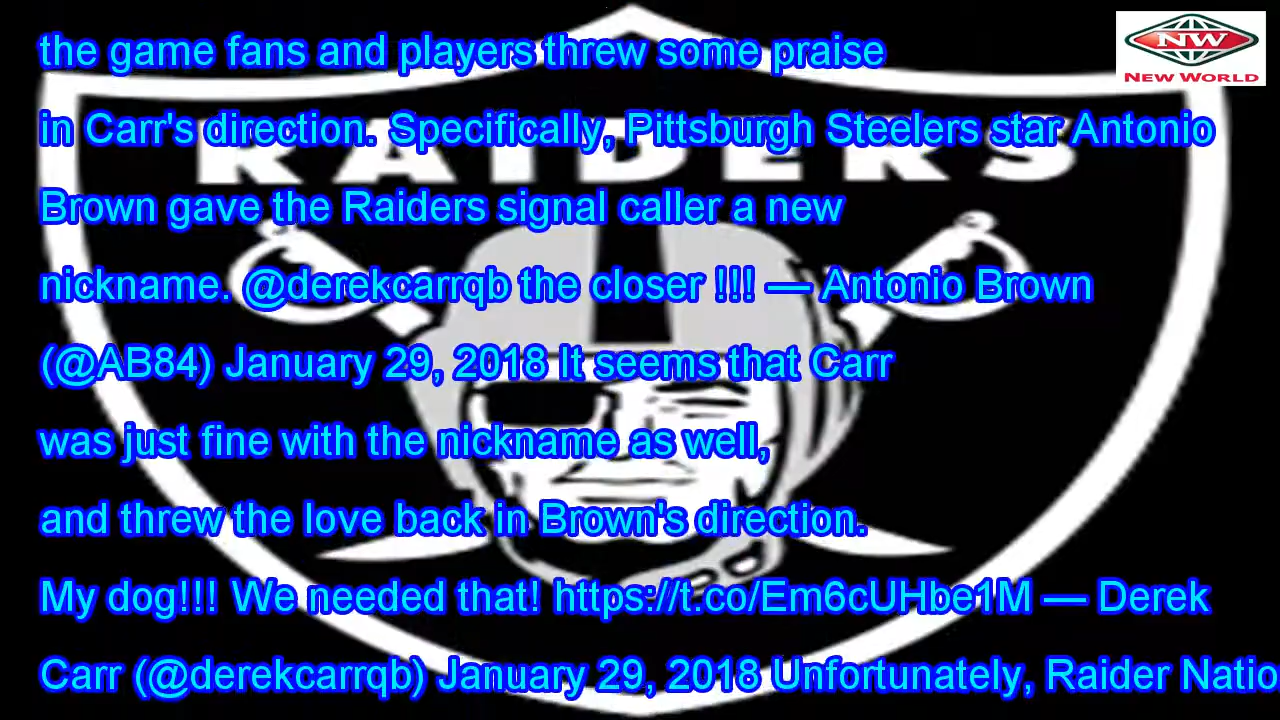 the game fans and players threw some praise
NW
NEW WORLD
in Carr's direction. Specifically, Pittsburgh Steelers star Antonio
RAIDERS
Brown gave the Raiders signal caller a new
nickname. @derekcarrqb the closer !!! — Antonio Brown
(@AB84) January 29, 2018 It seems that Carr
was just fine with the nickname as well,
and threw the love back in Brown's direction.
My dog!!! We needed that! https://t.co/Em6cUHbe1M — Derek
Carr (@derekcarrqb) January 29, 2018 Unfortunately, Raider Natio